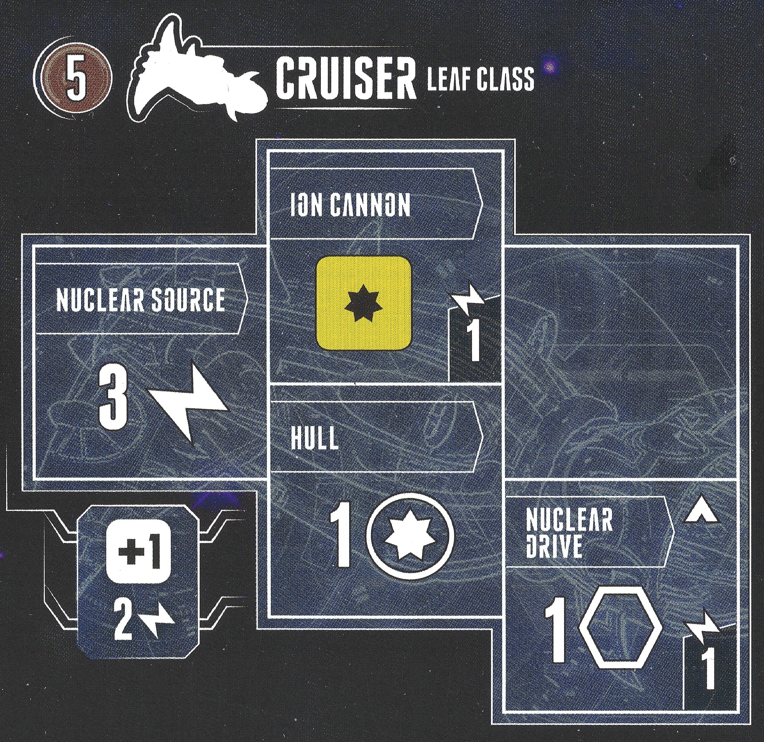 5
CRUISER LEAF CLASS
ION CANNON
1
NUCLEAR SOURCE
3
HULL
1
NUCLEAR
DRIVE
1
1
+1
2